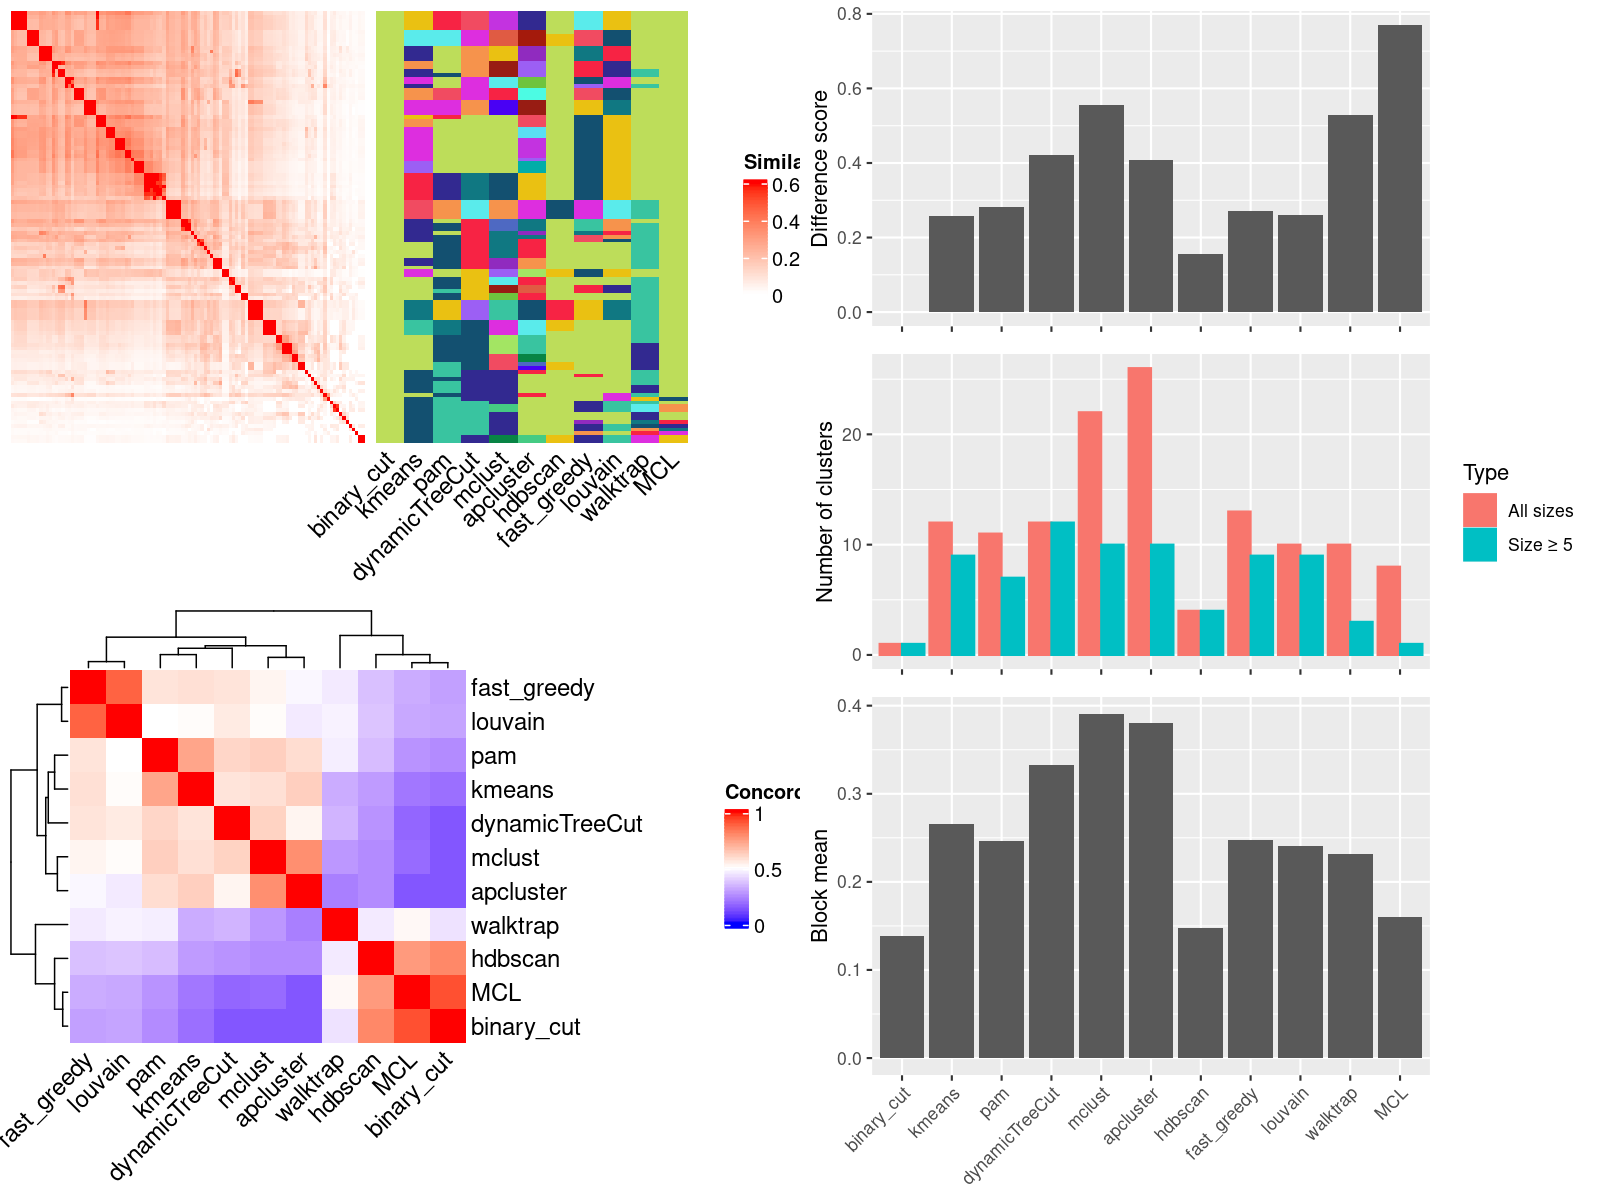 Simila
0.6
0.4
0.2
0
binary_cut
kmeans
pam
dynamicTreeCut
mclust
apcluster
hdbscan
fast_greedy
louvain
walktrap
MCL
fast_greedy
louvain
pam
kmeans
dynamicTreeCut
mclust
apcluster
walktrap
hdbscan
MCL
binary_cut
Concord
1
0.5
0
fast_greedy
louvain
pam
kmeans
dynamicTreeCut
mclust
apcluster
walktrap
hdbscan
MCL
binary_cut
Difference score
0.8
0.6
0.4
0.2
0.0
Number of clusters
20
10
0
Type
All sizes
Size ≥ 5
Block mean
0.4
0.3
0.2
0.1
0.0
binary_cut
kmeans
pam
dynamicTreeCut
mclust
apcluster
hdbscan
fast_greedy
louvain
walktrap
MCL